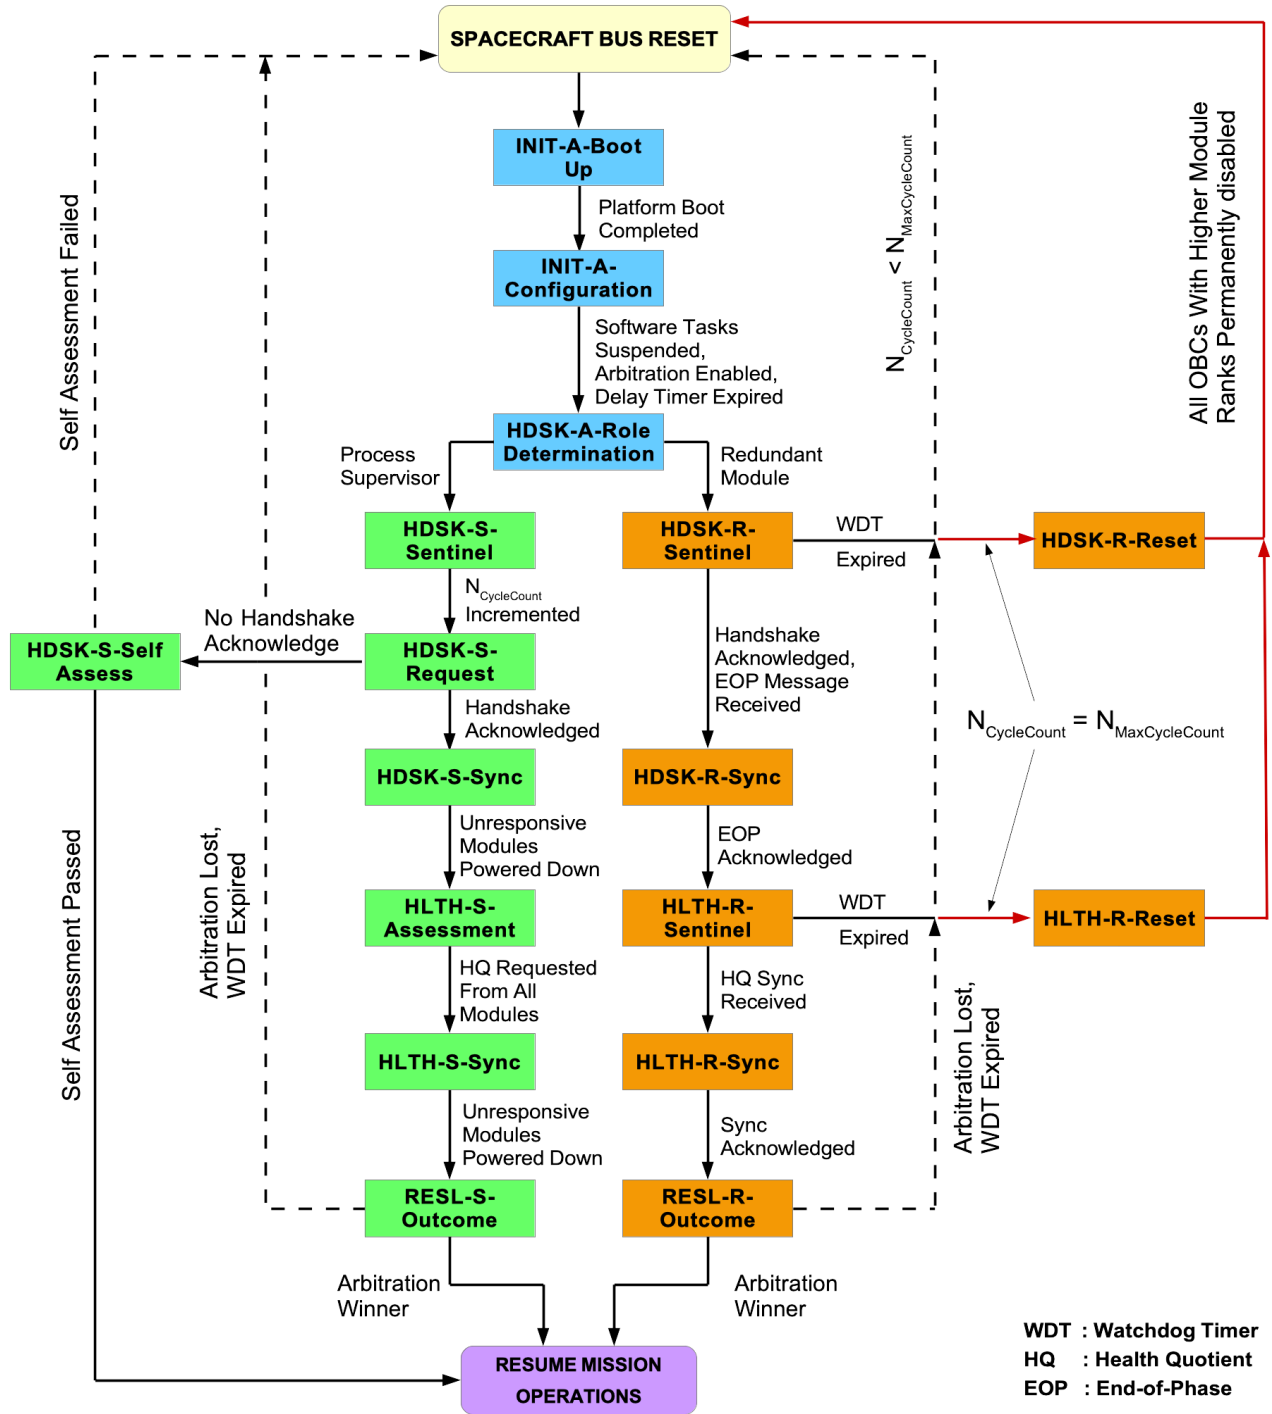 SPACECRAFT BUS RESET
INIT-A-Boot
Up
Platform Boot
Completed
INIT-A-
Configuration
Software Tasks
Suspended,
Arbitration Enabled,
Delay Timer Expired
HDSK-A-Role
Determination
Process
Supervisor
Redundant
Module
HDSK-S-
Sentinel
HDSK-R-
Sentinel
WDT
Expired
HDSK-R-Reset
NCycleCount
Incremented
No Handshake
Acknowledge
HDSK-S-Self
Assess
HDSK-S-
Request
Handshake
Acknowledged,
EOP Message
Received
Handshake
Acknowledged
NCycleCount = NMaxCycleCount
HDSK-S-Sync
HDSK-R-Sync
Unresponsive
Modules
Powered Down
EOP
Acknowledged
HLTH-S-
Assessment
HLTH-R-
Sentinel
WDT
Expired
HLTH-R-Reset
HQ Requested
From All
Modules
HQ Sync
Received
HLTH-S-Sync
HLTH-R-Sync
Unresponsive
Modules
Powered Down
Sync
Acknowledged
RESL-S-
Outcome
RESL-R-
Outcome
Arbitration
Winner
Arbitration
Winner
RESUME MISSION
OPERATIONS
Self Assessment Failed
Self Assessment Passed
Arbitration Lost,
WDT Expired
NCycleCount < NMaxCycleCount
Arbitration Lost,
WDT Expired
All OBCs With Higher Module
Ranks Permanently disabled
WDT : Watchdog Timer
HQ : Health Quotient
EOP : End-of-Phase